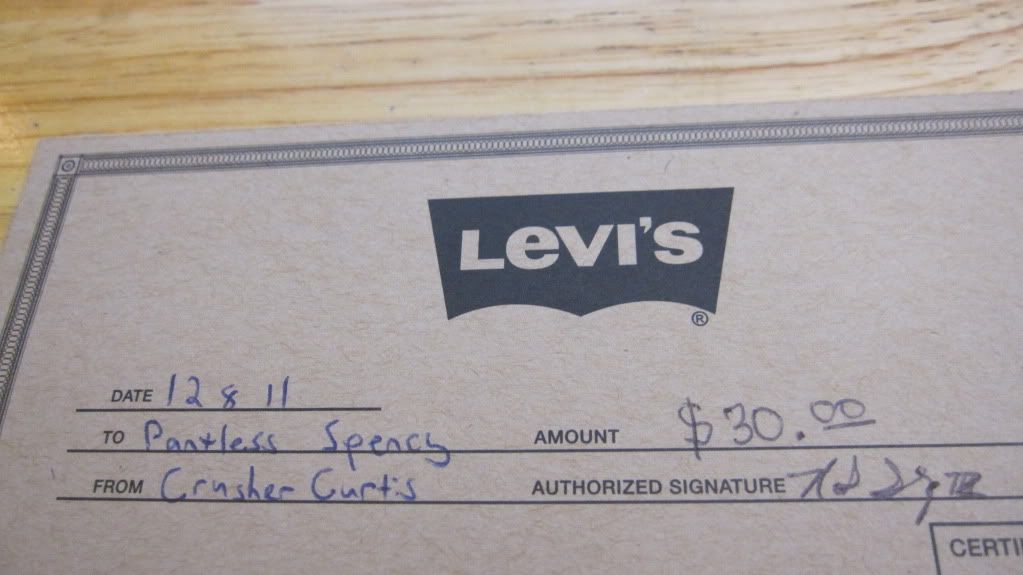 LEVI'S
®
DATE 12 8 11
TO Pantless Spency AMOUNT $30.00
FROM Crusher Curtis AUTHORIZED SIGNATURE
CERTI